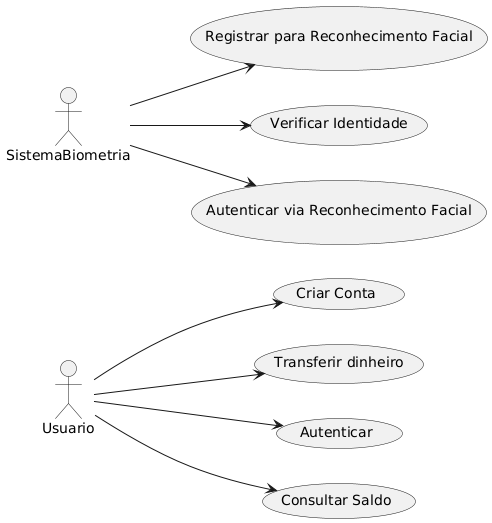 Registrar para Reconhecimento Facial
SistemaBiometria
Verificar Identidade
Autenticar via Reconhecimento Facial
Criar Conta
Transferir dinheiro
Usuario
Autenticar
Consultar Saldo